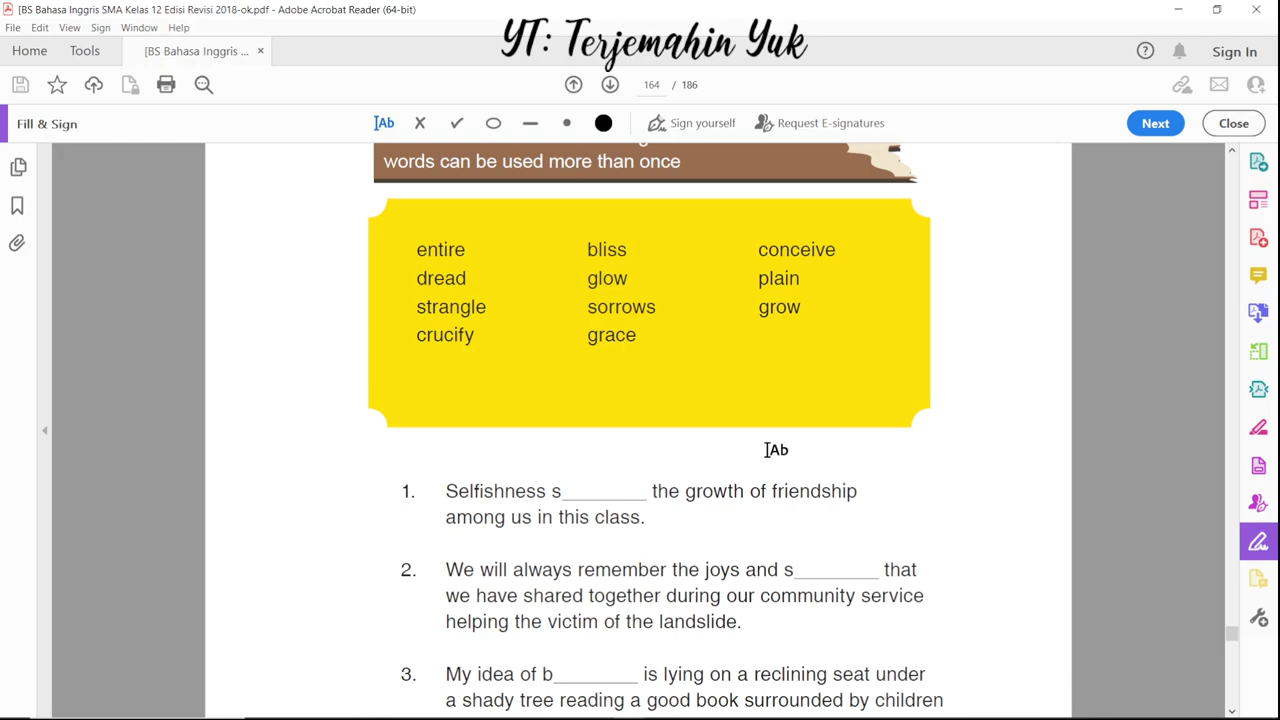 [BS Bahasa Inggris SMA Kelas 12 Edisi Revisi 2018-ok.pdf - Adobe Acrobat Reader (64-bit)
File Edit View Sign Window Help
YT: Terjemahin Yuk
Home Tools [BS Bahasa Inggris ... × Sign In
164 / 186
Fill & Sign
Ab
Sign yourself
Request E-signatures
Next
Close
words can be used more than once
entire bliss conceive
dread glow plain
strangle sorrows grow
crucify grace
Ab
1. Selfishness s________ the growth of friendship
among us in this class.
2. We will always remember the joys and s________ that
we have shared together during our community service
helping the victim of the landslide.
3. My idea of b________ is lying on a reclining seat under
a shady tree reading a good book surrounded by children